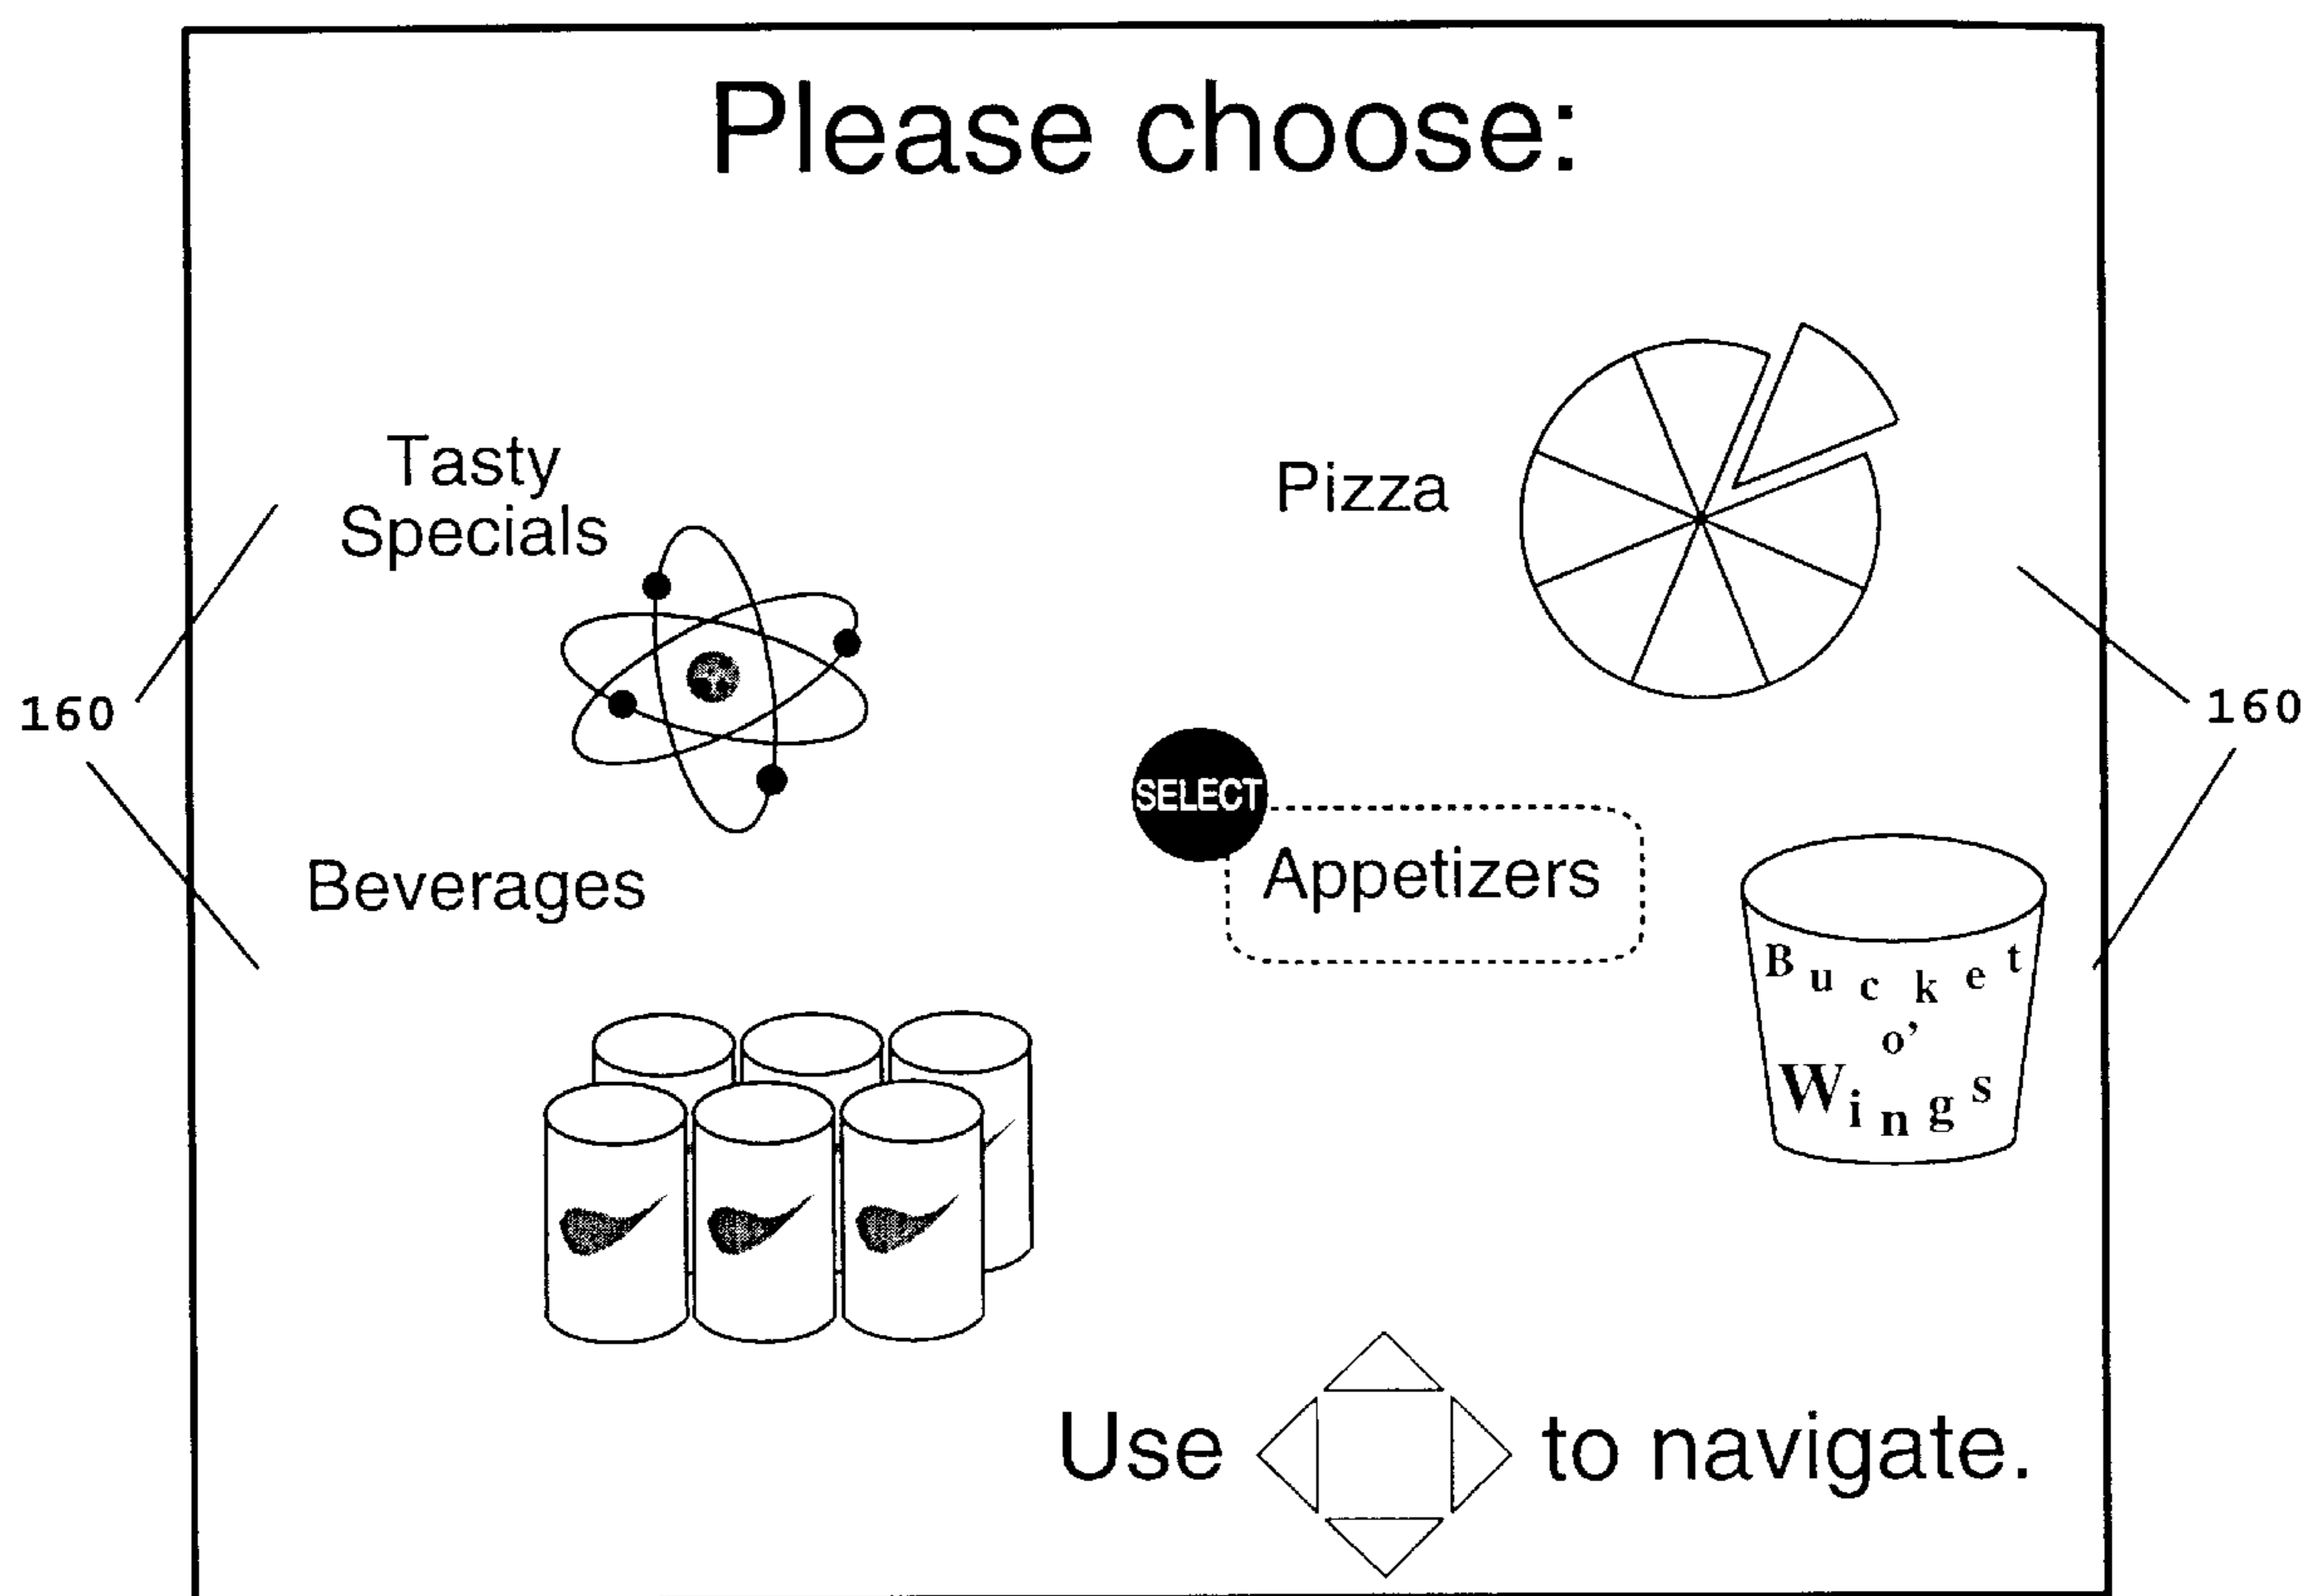 Please choose:
Tasty
Specials
Pizza
160
160
SELECT
Beverages
Appetizers
Bucket
o'
Wings
Use to navigate.